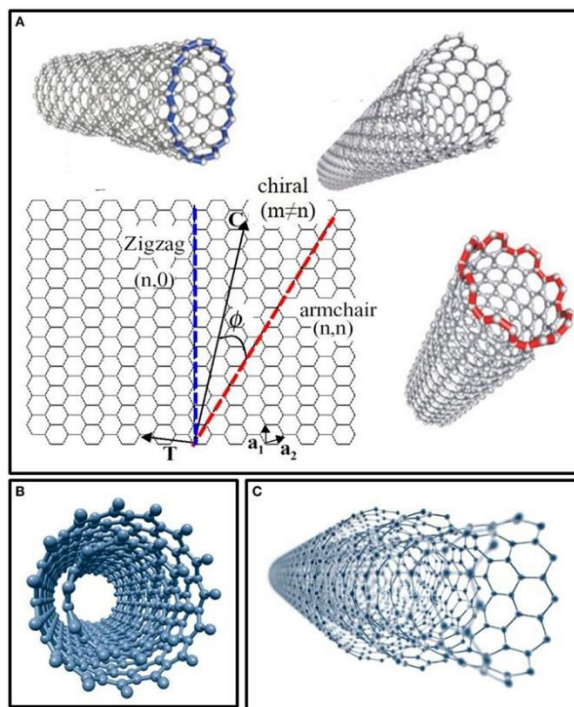 A
chiral
(m≠n)
C
Zigzag
(n,0)
armchair
(n,n)
ϕ
T
a₁
a₂
B
C